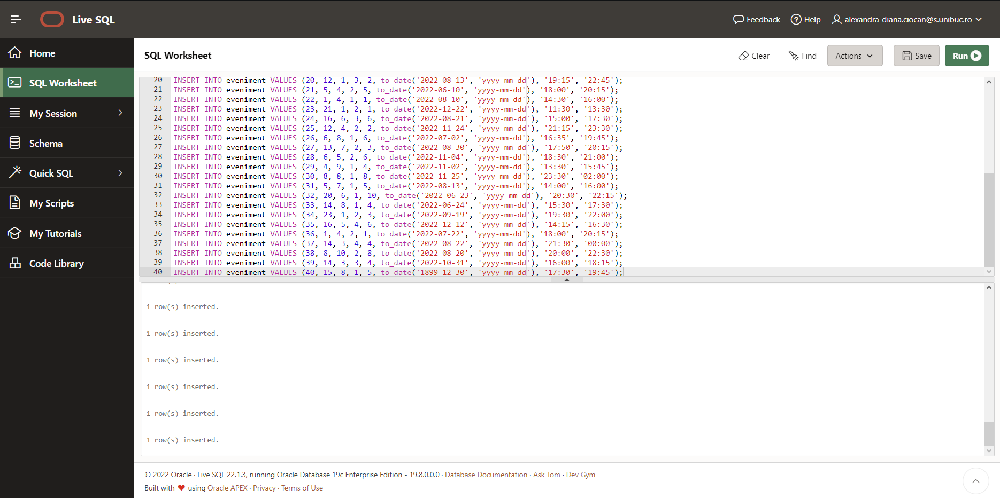 Live SQL
Feedback
Help
alexandra-diana.ciocan@s.unibuc.ro
Home
SQL Worksheet
My Session
Schema
Quick SQL
My Scripts
My Tutorials
Code Library
SQL Worksheet
Clear
Find
Actions
Save
Run
20 INSERT INTO eveniment VALUES (20, 12, 1, 3, 2, to_date('2022-08-13', 'yyyy-mm-dd'), '19:15', '22:45');
21 INSERT INTO eveniment VALUES (21, 5, 4, 2, 5, to_date('2022-06-10', 'yyyy-mm-dd'), '18:00', '20:15');
22 INSERT INTO eveniment VALUES (22, 1, 4, 1, 1, to_date('2022-08-10', 'yyyy-mm-dd'), '14:30', '16:00');
23 INSERT INTO eveniment VALUES (23, 21, 1, 2, 1, to_date('2022-12-22', 'yyyy-mm-dd'), '11:30', '13:30');
24 INSERT INTO eveniment VALUES (24, 16, 6, 3, 6, to_date('2022-08-21', 'yyyy-mm-dd'), '15:00', '17:30');
25 INSERT INTO eveniment VALUES (25, 12, 4, 2, 2, to_date('2022-11-24', 'yyyy-mm-dd'), '21:15', '23:30');
26 INSERT INTO eveniment VALUES (26, 6, 8, 1, 6, to_date('2022-07-02', 'yyyy-mm-dd'), '16:35', '19:45');
27 INSERT INTO eveniment VALUES (27, 13, 7, 2, 3, to_date('2022-08-30', 'yyyy-mm-dd'), '17:50', '20:15');
28 INSERT INTO eveniment VALUES (28, 6, 5, 2, 6, to_date('2022-11-04', 'yyyy-mm-dd'), '18:30', '21:00');
29 INSERT INTO eveniment VALUES (29, 4, 9, 1, 4, to_date('2022-11-02', 'yyyy-mm-dd'), '13:30', '15:45');
30 INSERT INTO eveniment VALUES (30, 8, 8, 1, 8, to_date('2022-11-25', 'yyyy-mm-dd'), '23:30', '02:00');
31 INSERT INTO eveniment VALUES (31, 5, 7, 1, 5, to_date('2022-08-13', 'yyyy-mm-dd'), '14:00', '16:00');
32 INSERT INTO eveniment VALUES (32, 20, 6, 1, 10, to_date('2022-06-23', 'yyyy-mm-dd'), '20:30', '22:15');
33 INSERT INTO eveniment VALUES (33, 14, 8, 1, 4, to_date('2022-06-24', 'yyyy-mm-dd'), '15:30', '17:30');
34 INSERT INTO eveniment VALUES (34, 23, 1, 2, 3, to_date('2022-09-19', 'yyyy-mm-dd'), '19:30', '22:00');
35 INSERT INTO eveniment VALUES (35, 16, 5, 4, 6, to_date('2022-12-12', 'yyyy-mm-dd'), '14:15', '16:30');
36 INSERT INTO eveniment VALUES (36, 1, 4, 2, 1, to_date('2022-07-22', 'yyyy-mm-dd'), '18:00', '20:15');
37 INSERT INTO eveniment VALUES (37, 14, 3, 4, 4, to_date('2022-08-22', 'yyyy-mm-dd'), '21:30', '00:00');
38 INSERT INTO eveniment VALUES (38, 8, 10, 2, 8, to_date('2022-08-20', 'yyyy-mm-dd'), '20:00', '22:30');
39 INSERT INTO eveniment VALUES (39, 14, 3, 3, 4, to_date('2022-10-31', 'yyyy-mm-dd'), '16:00', '18:15');
40 INSERT INTO eveniment VALUES (40, 15, 8, 1, 5, to_date('1899-12-30', 'yyyy-mm-dd'), '17:30', '19:45');
1 row(s) inserted.
1 row(s) inserted.
1 row(s) inserted.
1 row(s) inserted.
1 row(s) inserted.
1 row(s) inserted.
© 2022 Oracle · Live SQL 22.1.3, running Oracle Database 19c Enterprise Edition - 19.8.0.0.0 · Database Documentation · Ask Tom · Dev Gym
Built with ❤ using Oracle APEX · Privacy · Terms of Use